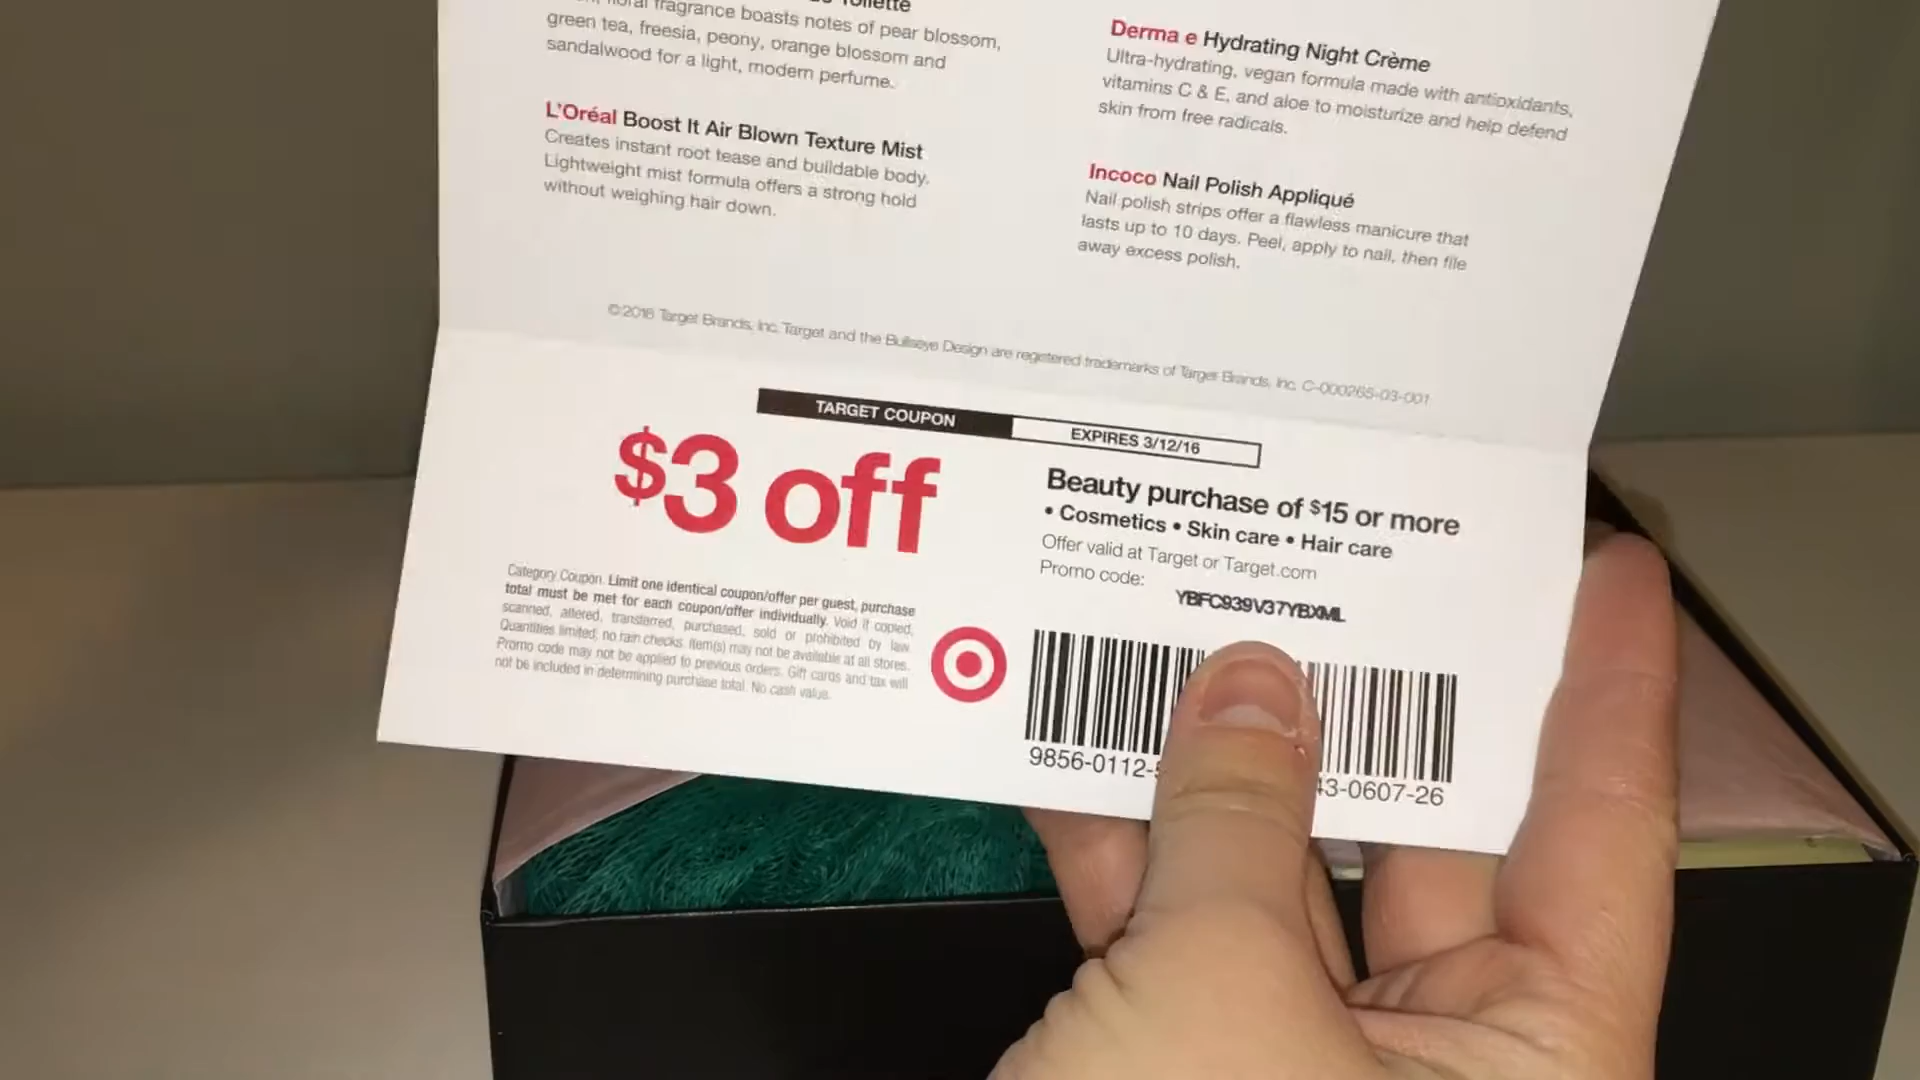 Toilette
floral fragrance boasts notes of pear blossom,
green tea, freesia, peony, orange blossom and
sandalwood for a light, modern perfume.
L'Oréal Boost It Air Blown Texture Mist
Creates instant root tease and buildable body.
Lightweight mist formula offers a strong hold
without weighing hair down.
Derma e Hydrating Night Crème
Ultra-hydrating, vegan formula made with antioxidants,
vitamins C & E, and aloe to moisturize and help defend
skin from free radicals.
Incoco Nail Polish Appliqué
Nail polish strips offer a flawless manicure that
lasts up to 10 days. Peel, apply to nail, then file
away excess polish.
©2016 Target Brands, Inc. Target and the Bullseye Design are registered trademarks of Target Brands, Inc. C-000265-03-001
TARGET COUPON EXPIRES 3/12/16
$3 off
Beauty purchase of $15 or more
• Cosmetics • Skin care • Hair care
Offer valid at Target or Target.com
Promo code:
YBFC939V37YBXML
Category Coupon. Limit one identical coupon/offer per guest, purchase
total must be met for each coupon/offer individually. Void if copied,
scanned, altered, transferred, purchased, sold or prohibited by law.
Quantities limited; no rain checks. Item(s) may not be available at all stores.
Promo code may not be applied to previous orders. Gift cards and tax will
not be included in determining purchase total. No cash value.
9856-0112- 43-0607-26